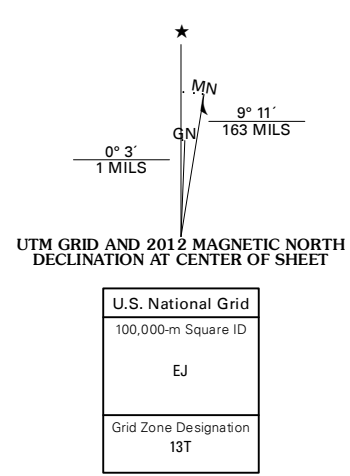 ★
MN
9° 11´
163 MILS
GN
0° 3´
1 MILS
UTM GRID AND 2012 MAGNETIC NORTH
DECLINATION AT CENTER OF SHEET
U.S. National Grid
100,000-m Square ID
EJ
Grid Zone Designation
13T